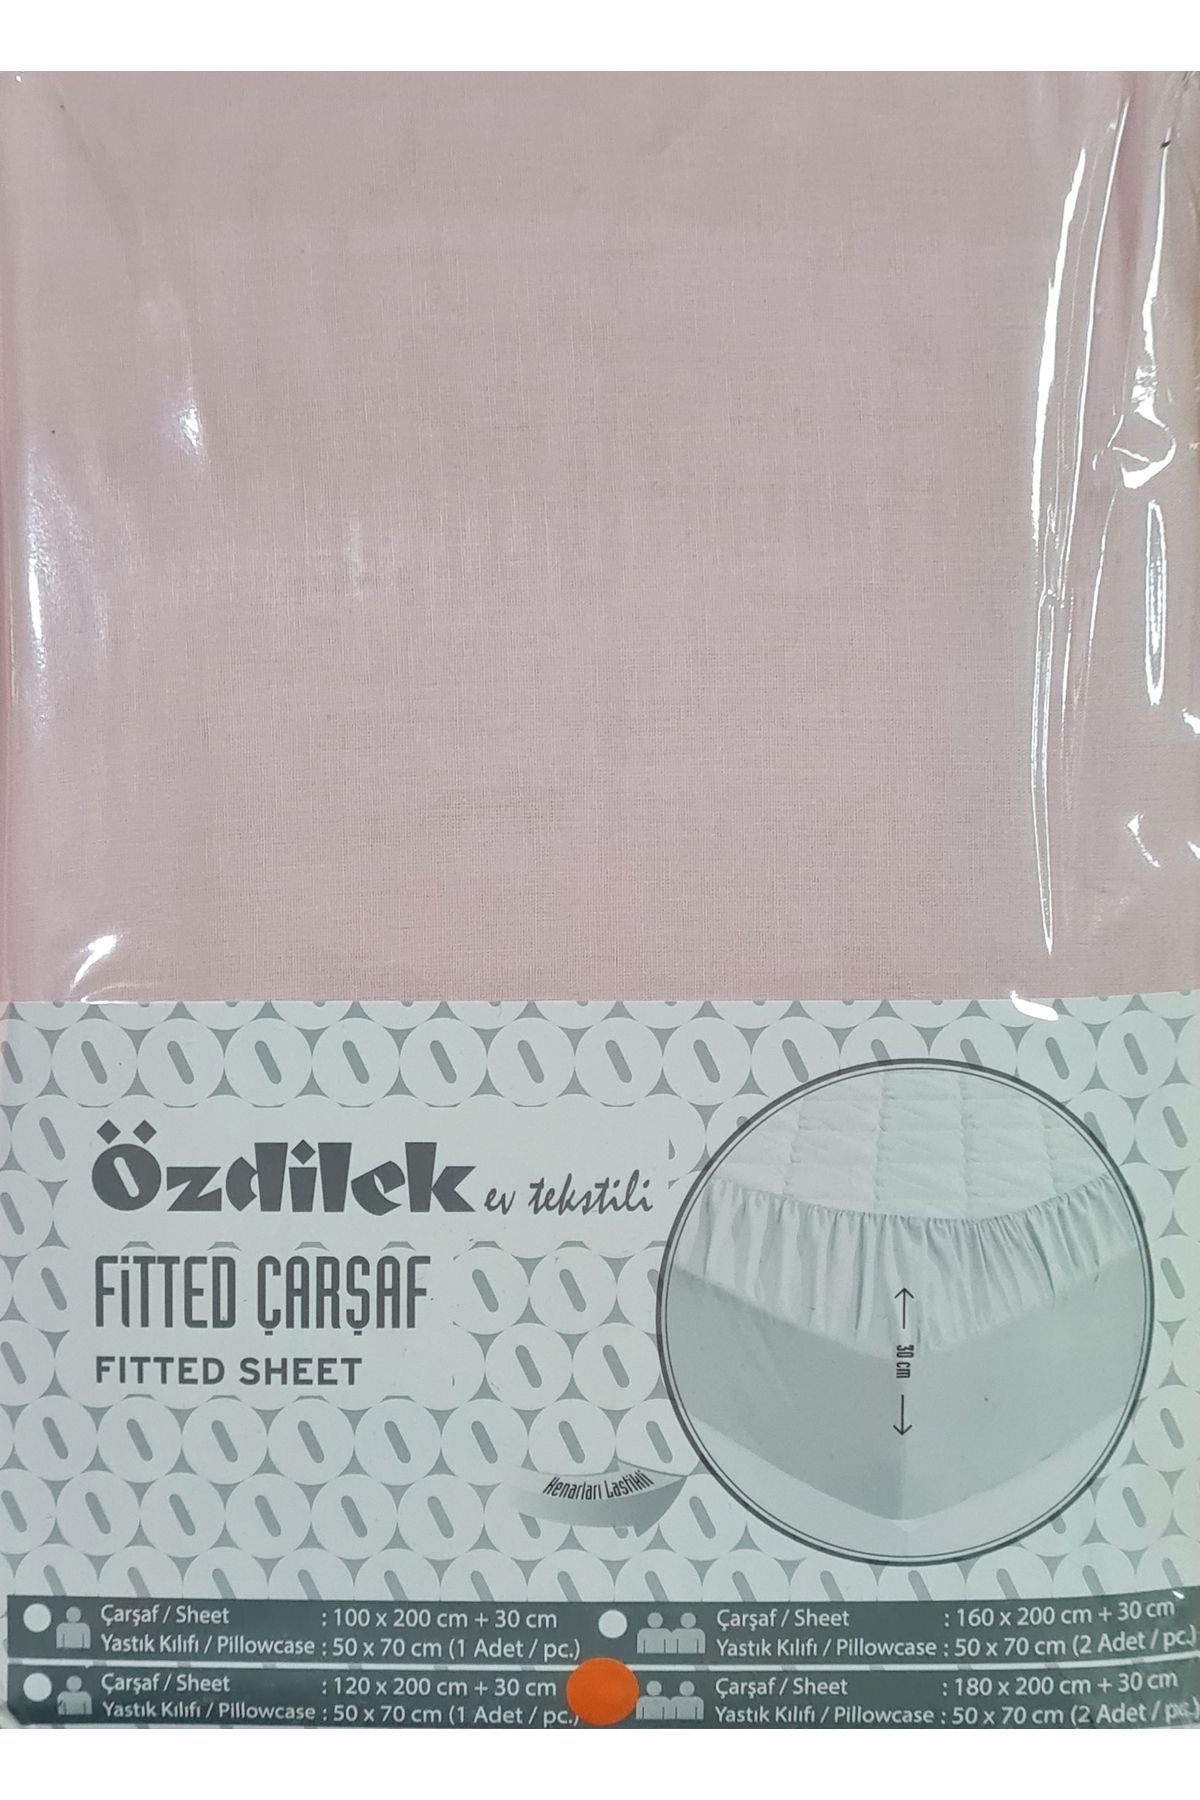 Özdilek ev tekstili
FiTTED ÇARŞAF
FITTED SHEET
30 cm
Kenarları Lastikli
Çarşaf / Sheet : 100 x 200 cm + 30 cm
Yastık Kılıfı / Pillowcase : 50 x 70 cm (1 Adet / pc.)
Çarşaf / Sheet : 160 x 200 cm + 30 cm
Yastık Kılıfı / Pillowcase : 50 x 70 cm (2 Adet / pc.)
Çarşaf / Sheet : 120 x 200 cm + 30 cm
Yastık Kılıfı / Pillowcase : 50 x 70 cm (1 Adet / pc.)
Çarşaf / Sheet : 180 x 200 cm + 30 cm
Yastık Kılıfı / Pillowcase : 50 x 70 cm (2 Adet / pc.)